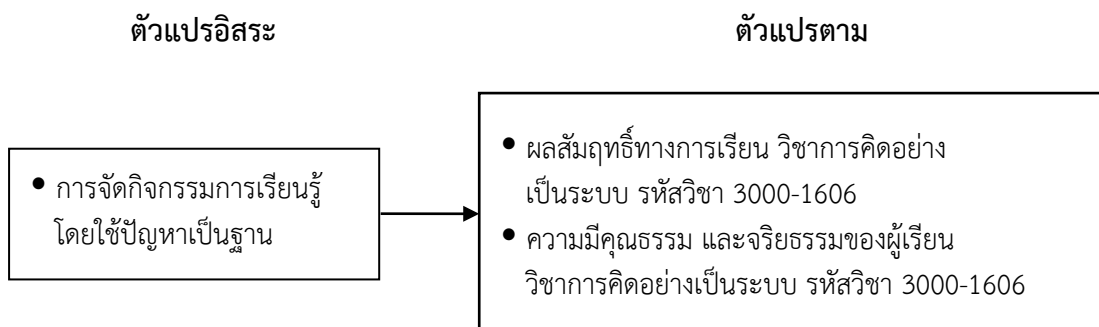 ตัวแปรอิสระ
ตัวแปรตาม
• การจัดกิจกรรมการเรียนรู้
โดยใช้ปัญหาเป็นฐาน
• ผลสัมฤทธิ์ทางการเรียน วิชาการคิดอย่าง
เป็นระบบ รหัสวิชา 3000-1606
• ความมีคุณธรรม และจริยธรรมของผู้เรียน
วิชาการคิดอย่างเป็นระบบ รหัสวิชา 3000-1606